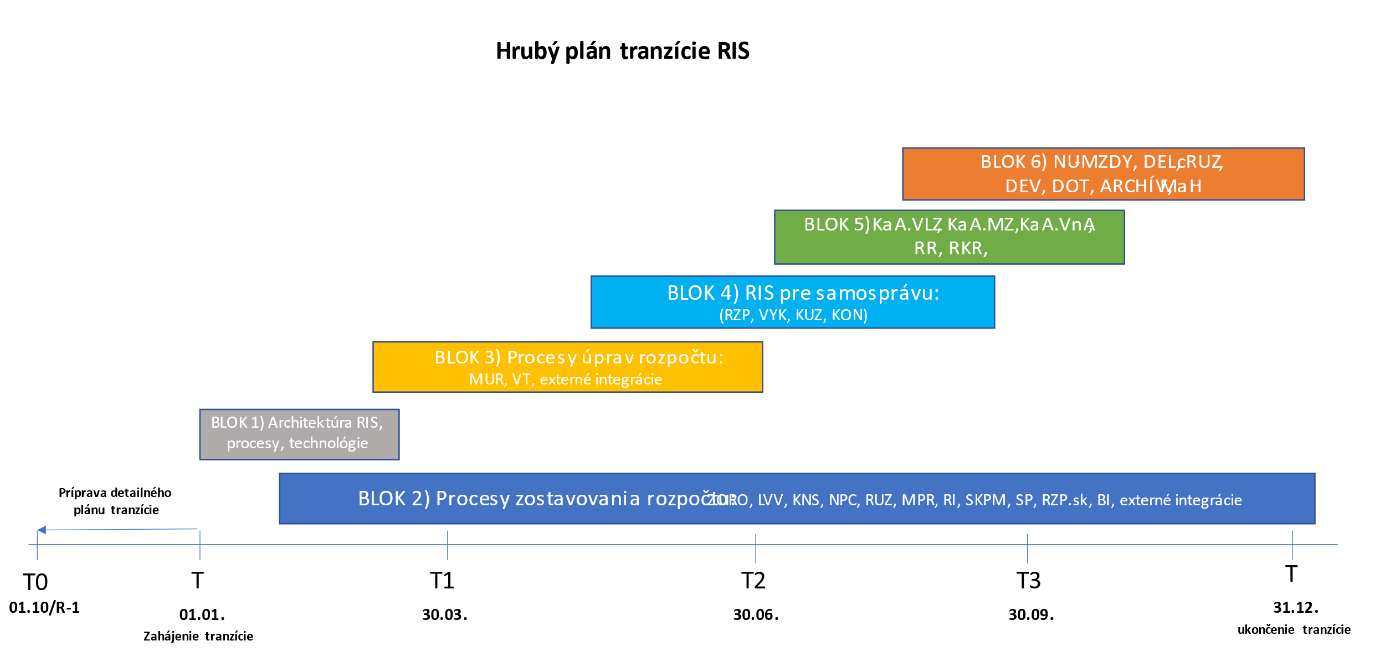 Hrubý plán tranzície RIS
BLOK 6) NU-MZDY, DEL, cRUZ,
DEV, DOT, ARCHÍV, MaH
BLOK 5) KaA.VLZ, KaA.MZ, KaA.VnA,
RR, RKR,
BLOK 4) RIS pre samosprávu:
(RZP, VYK, KUZ, KON)
BLOK 3) Procesy úprav rozpočtu:
MUR, VT, externé integrácie
BLOK 1) Architektúra RIS,
procesy, technológie
BLOK 2) Procesy zostavovania rozpočtu: LVV, KNS, NPC, RUZ, MPR, RI, SKPM, SP, RZP.sk, BI, externé integrácie
Príprava detailného
plánu tranzície
T0 T T1 T2 T3 T
01.10/R-1 01.01. 30.03. 30.06. 30.09. 31.12.
Zahájenie tranzície ukončenie tranzície